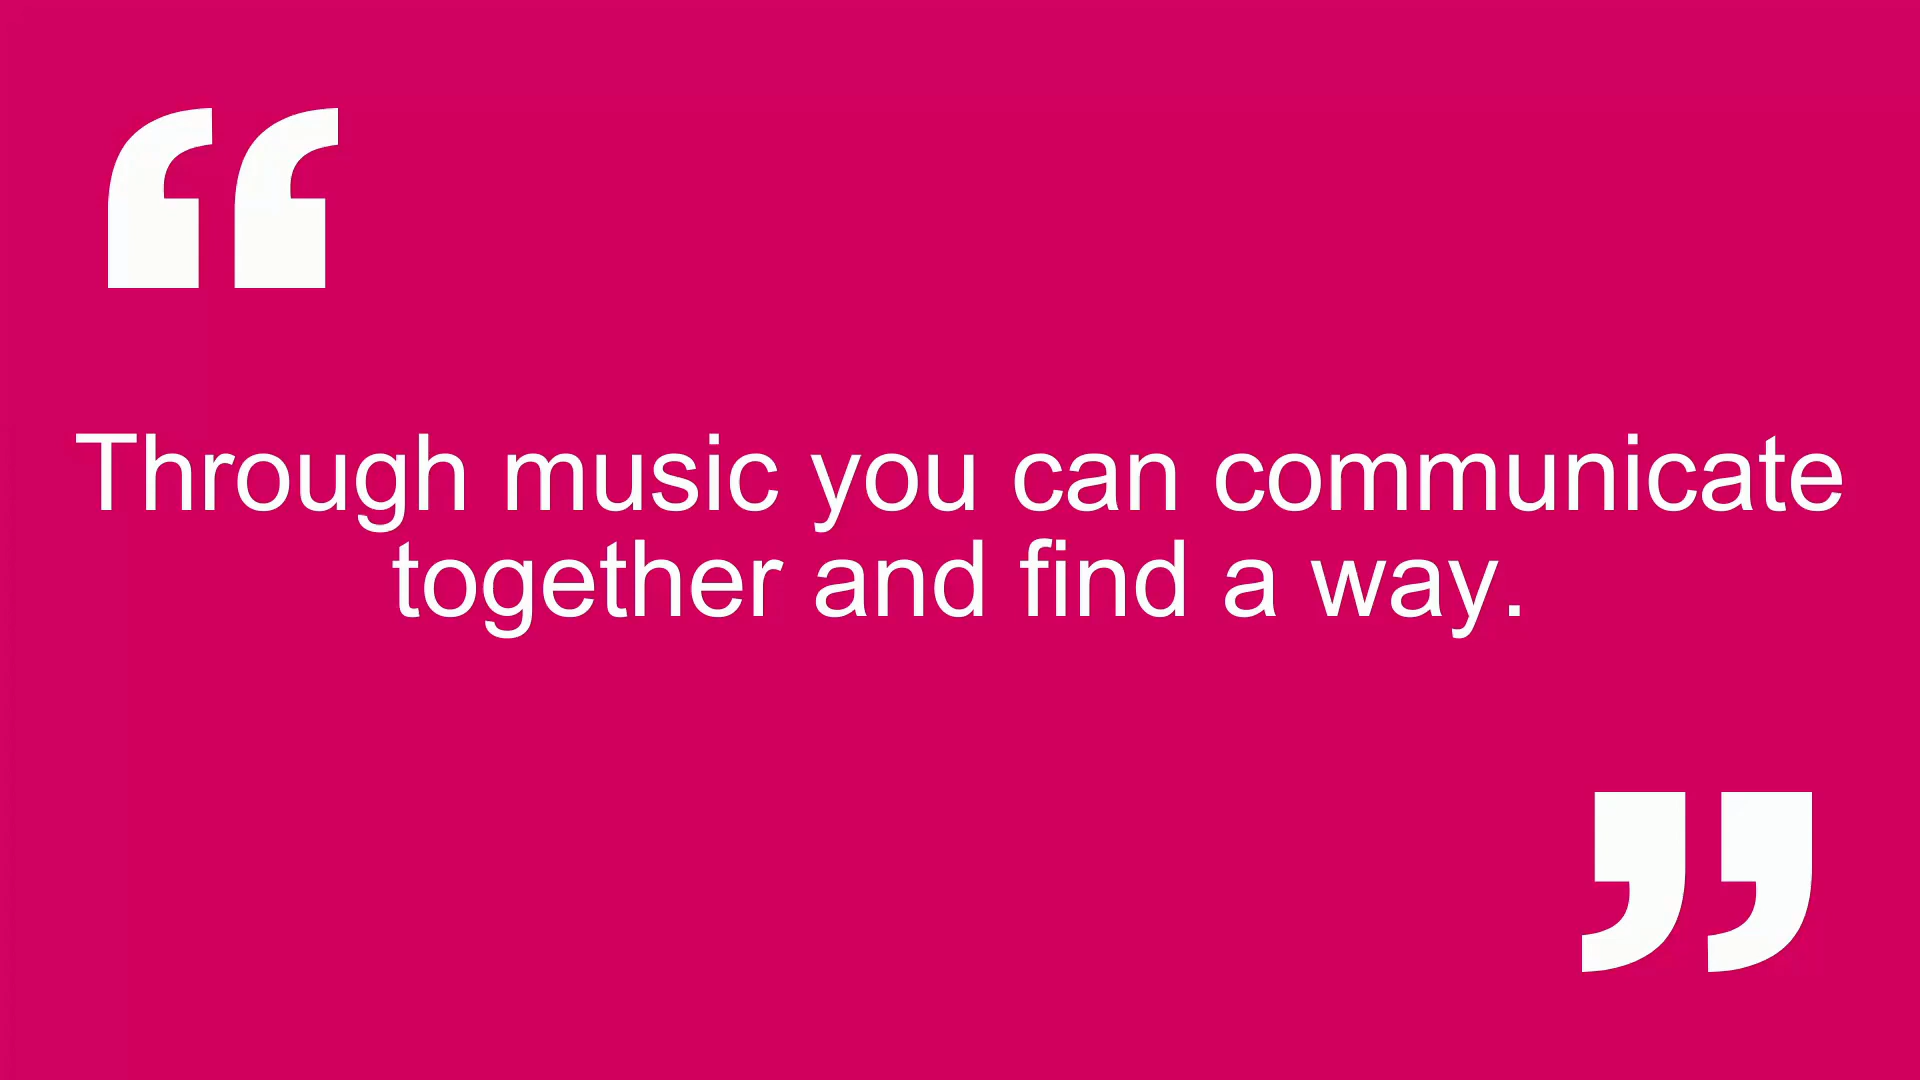 “
Through music you can communicate
together and find a way.
”